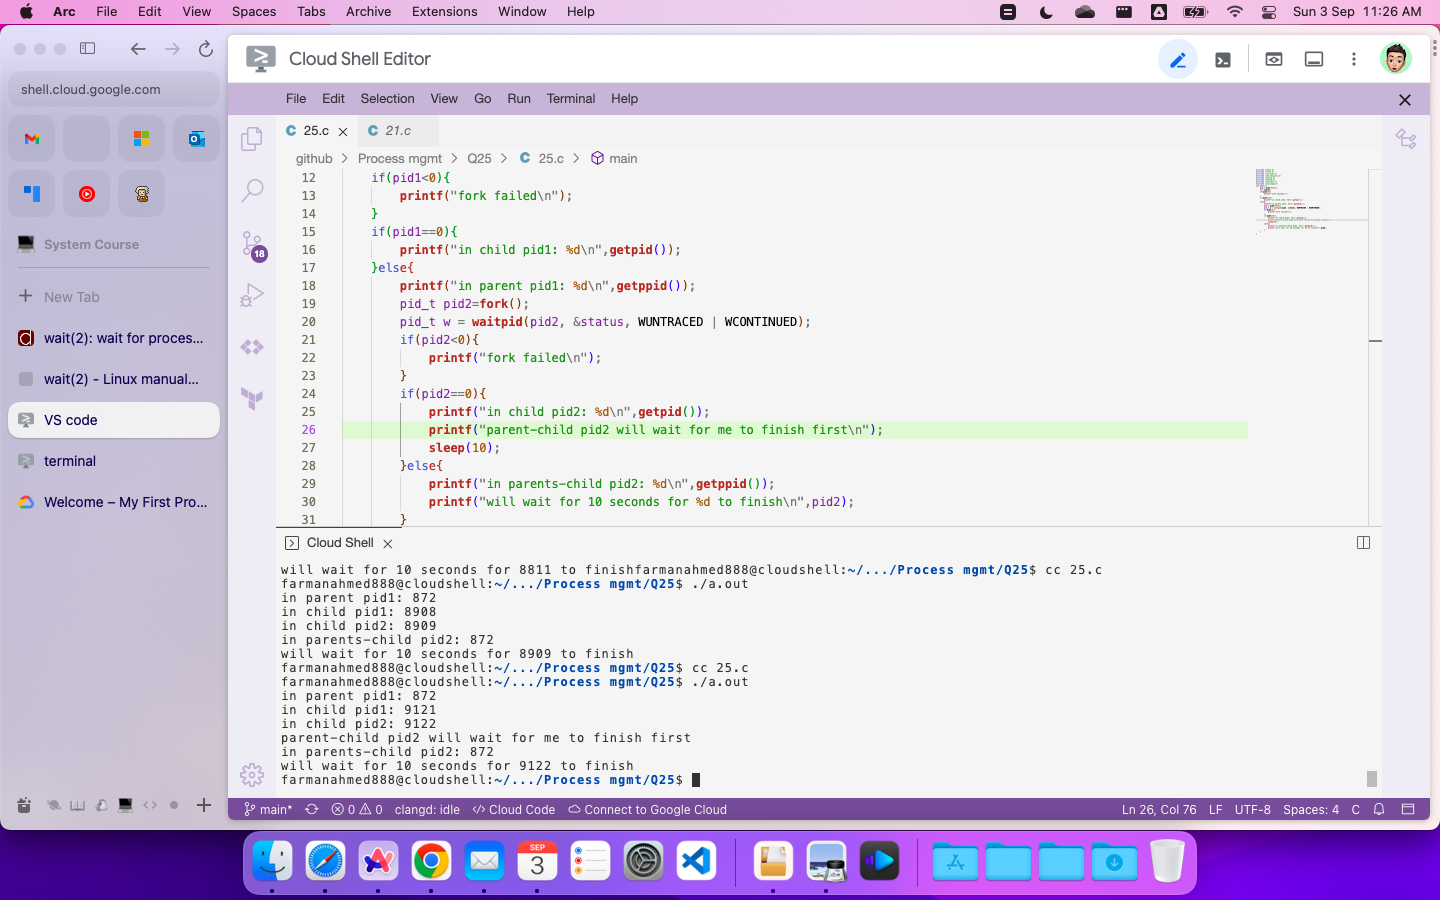 Arc File Edit View Spaces Tabs Archive Extensions Window Help Sun 3 Sep 11:26 AM
shell.cloud.google.com
System Course
New Tab
wait(2): wait for proces...
wait(2) - Linux manual...
VS code
terminal
Welcome – My First Pro...
Cloud Shell Editor
File Edit Selection View Go Run Terminal Help
C 25.c C 21.c
github > Process mgmt > Q25 > C 25.c > main
18
12 if(pid1<0){
13 printf("fork failed\n");
14 }
15 if(pid1==0){
16 printf("in child pid1: %d\n",getpid());
17 }else{
18 printf("in parent pid1: %d\n",getppid());
19 pid_t pid2=fork();
20 pid_t w = waitpid(pid2, &status, WUNTRACED | WCONTINUED);
21 if(pid2<0){
22 printf("fork failed\n");
23 }
24 if(pid2==0){
25 printf("in child pid2: %d\n",getpid());
26 printf("parent-child pid2 will wait for me to finish first\n");
27 sleep(10);
28 }else{
29 printf("in parents-child pid2: %d\n",getppid());
30 printf("will wait for 10 seconds for %d to finish\n",pid2);
31 }
Cloud Shell
will wait for 10 seconds for 8811 to finishfarmanahmed888@cloudshell:~/.../Process mgmt/Q25$ cc 25.c
farmanahmed888@cloudshell:~/.../Process mgmt/Q25$ ./a.out
in parent pid1: 872
in child pid1: 8908
in child pid2: 8909
in parents-child pid2: 872
will wait for 10 seconds for 8909 to finish
farmanahmed888@cloudshell:~/.../Process mgmt/Q25$ cc 25.c
farmanahmed888@cloudshell:~/.../Process mgmt/Q25$ ./a.out
in parent pid1: 872
in child pid1: 9121
in child pid2: 9122
parent-child pid2 will wait for me to finish first
in parents-child pid2: 872
will wait for 10 seconds for 9122 to finish
farmanahmed888@cloudshell:~/.../Process mgmt/Q25$
main* 0 0 clangd: idle Cloud Code Connect to Google Cloud Ln 26, Col 76 LF UTF-8 Spaces: 4 C
SEP
3